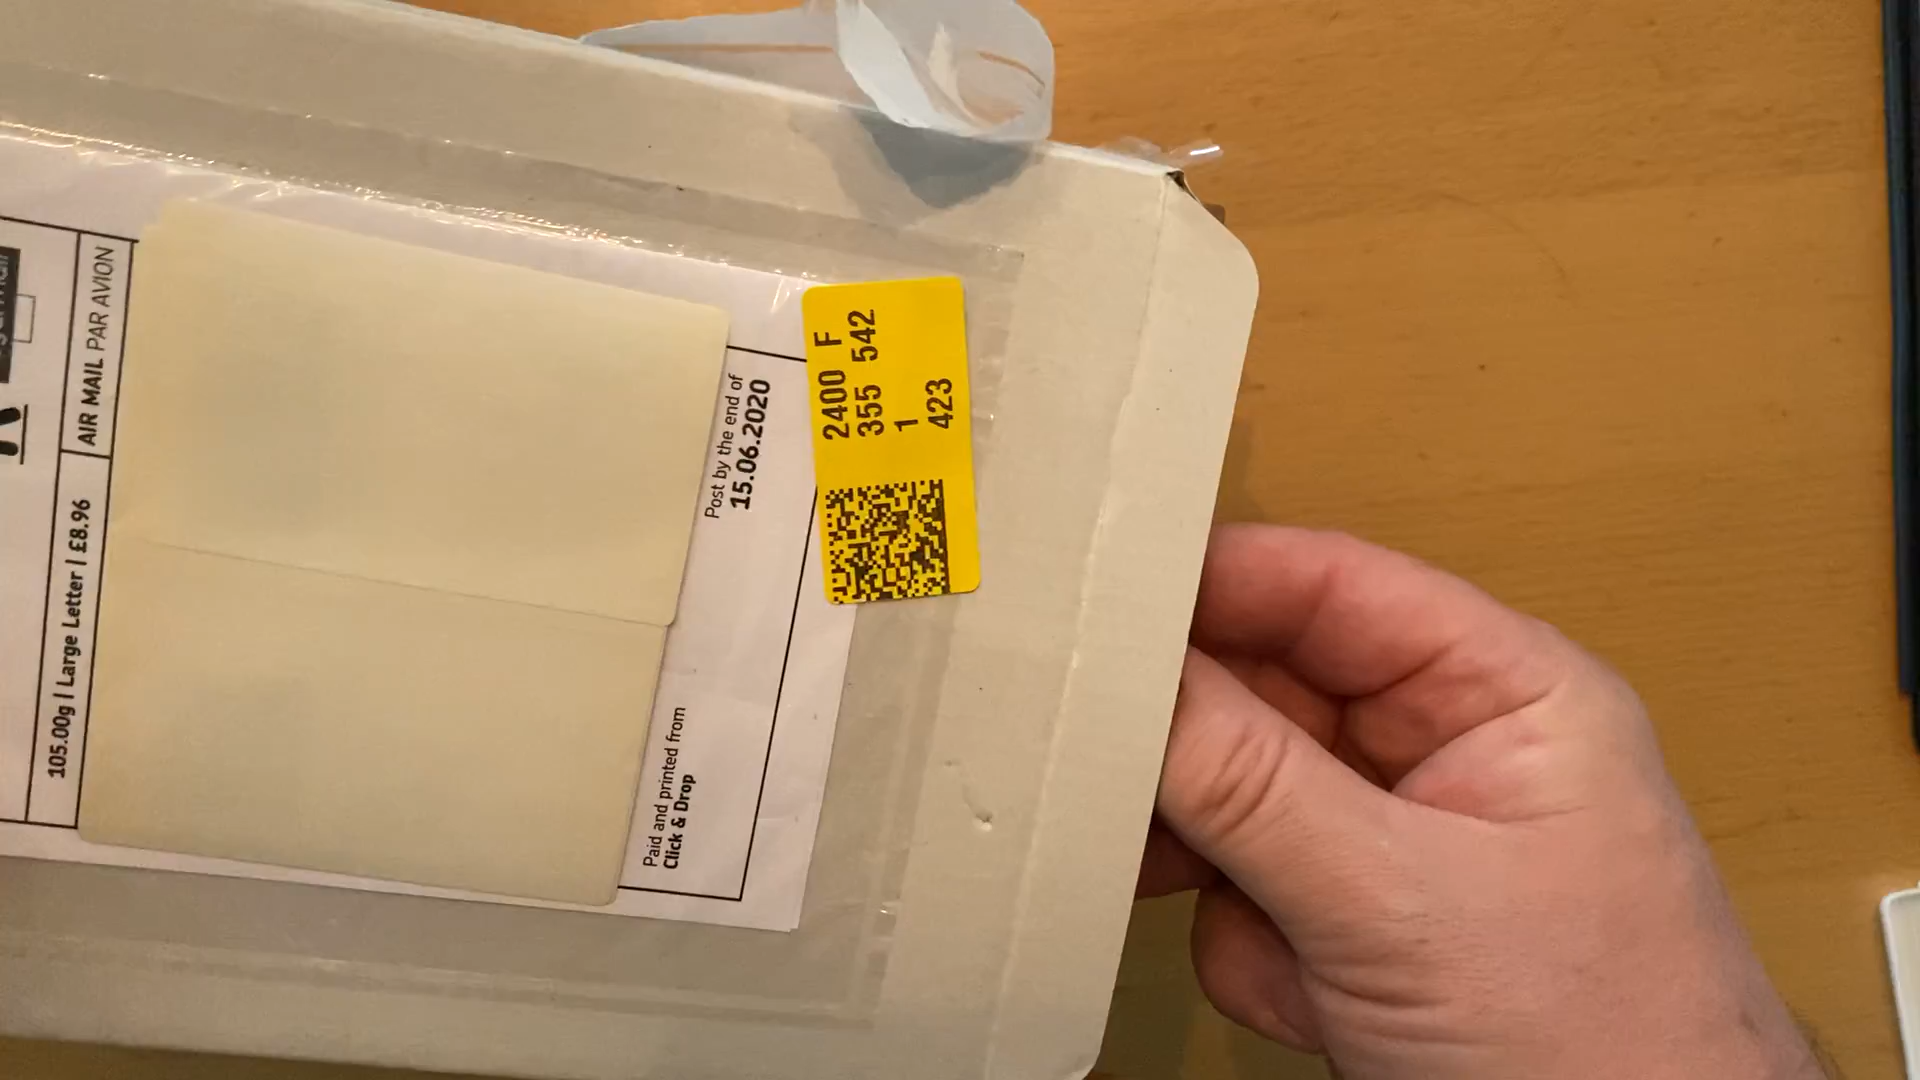 AIR MAIL PAR AVION
105.00g | Large Letter | £8.96
Post by the end of
15.06.2020
Paid and printed from
Click & Drop
2400 F
355 542
1
423